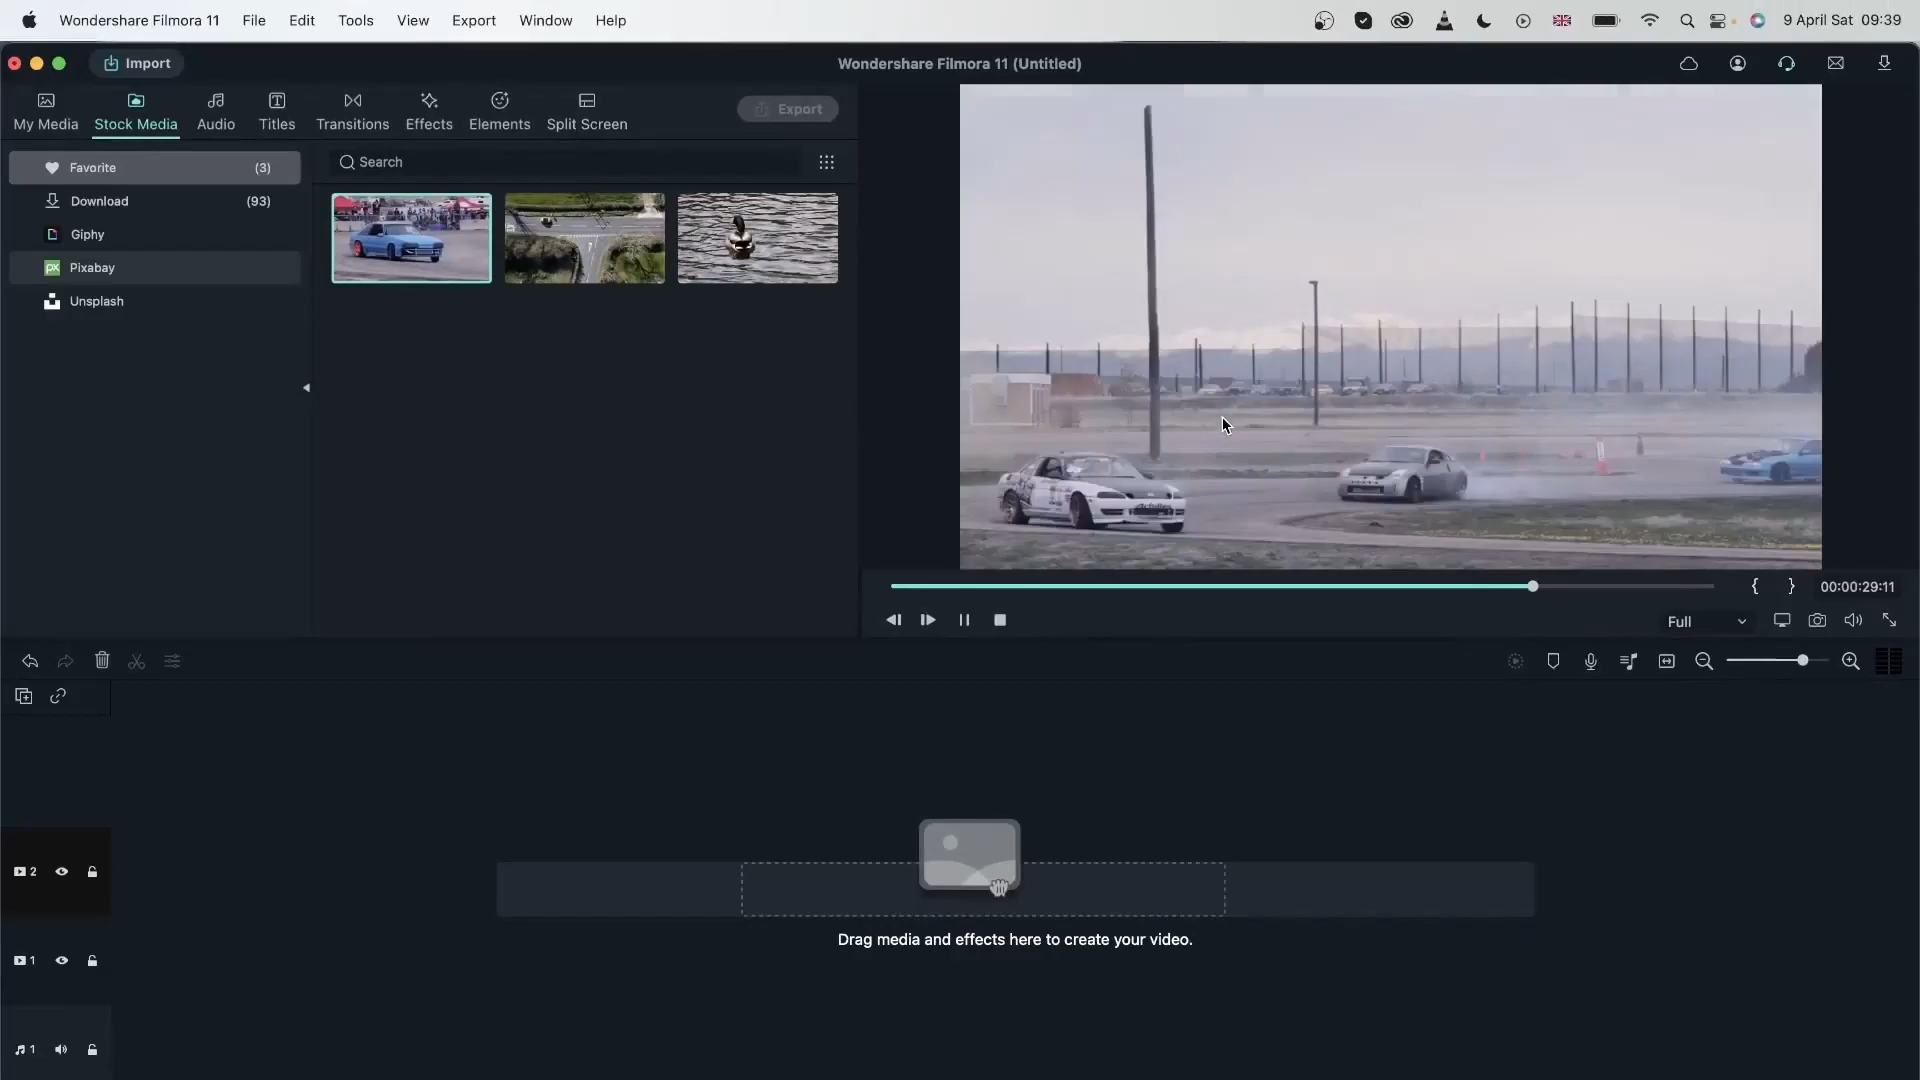 Wondershare Filmora 11 File Edit Tools View Export Window Help 9 April Sat 09:39
Import Wondershare Filmora 11 (Untitled)
My Media Stock Media Audio Titles Transitions Effects Elements Split Screen Export
Favorite (3)
Search
Download (93)
Giphy
px Pixabay
Unsplash
Achilles
{ } 00:00:29:11
Full
2
Drag media and effects here to create your video.
1
1